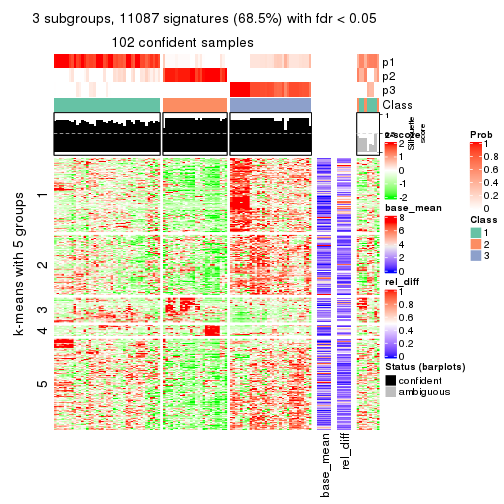 3 subgroups, 11087 signatures (68.5%) with fdr < 0.05
102 confident samples
p1
p2
p3
Class
1
Silhouette
score
z-score
2
1
0
-1
-2
base_mean
8
6
4
2
0
rel_diff
1
0.8
0.6
0.4
0.2
0
Status (barplots)
confident
ambiguous
Prob
1
0.8
0.6
0.4
0.2
0
Class
1
2
3
k-means with 5 groups
1
2
3
4
5
base_mean
rel_diff